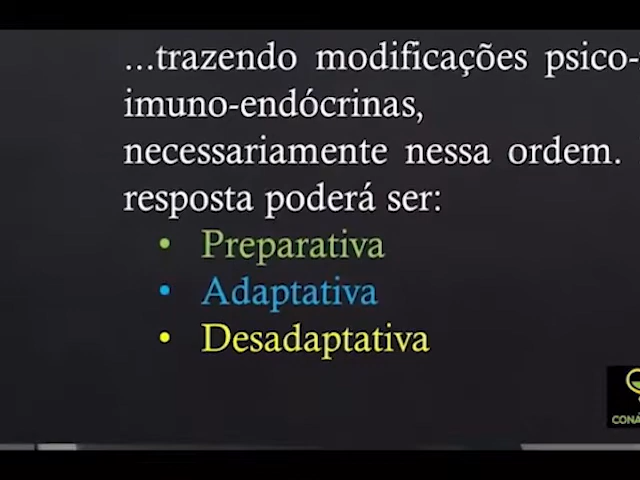 ...trazendo modificações psico-
imuno-endócrinas,
necessariamente nessa ordem.
resposta poderá ser:
• Preparativa
• Adaptativa
• Desadaptativa